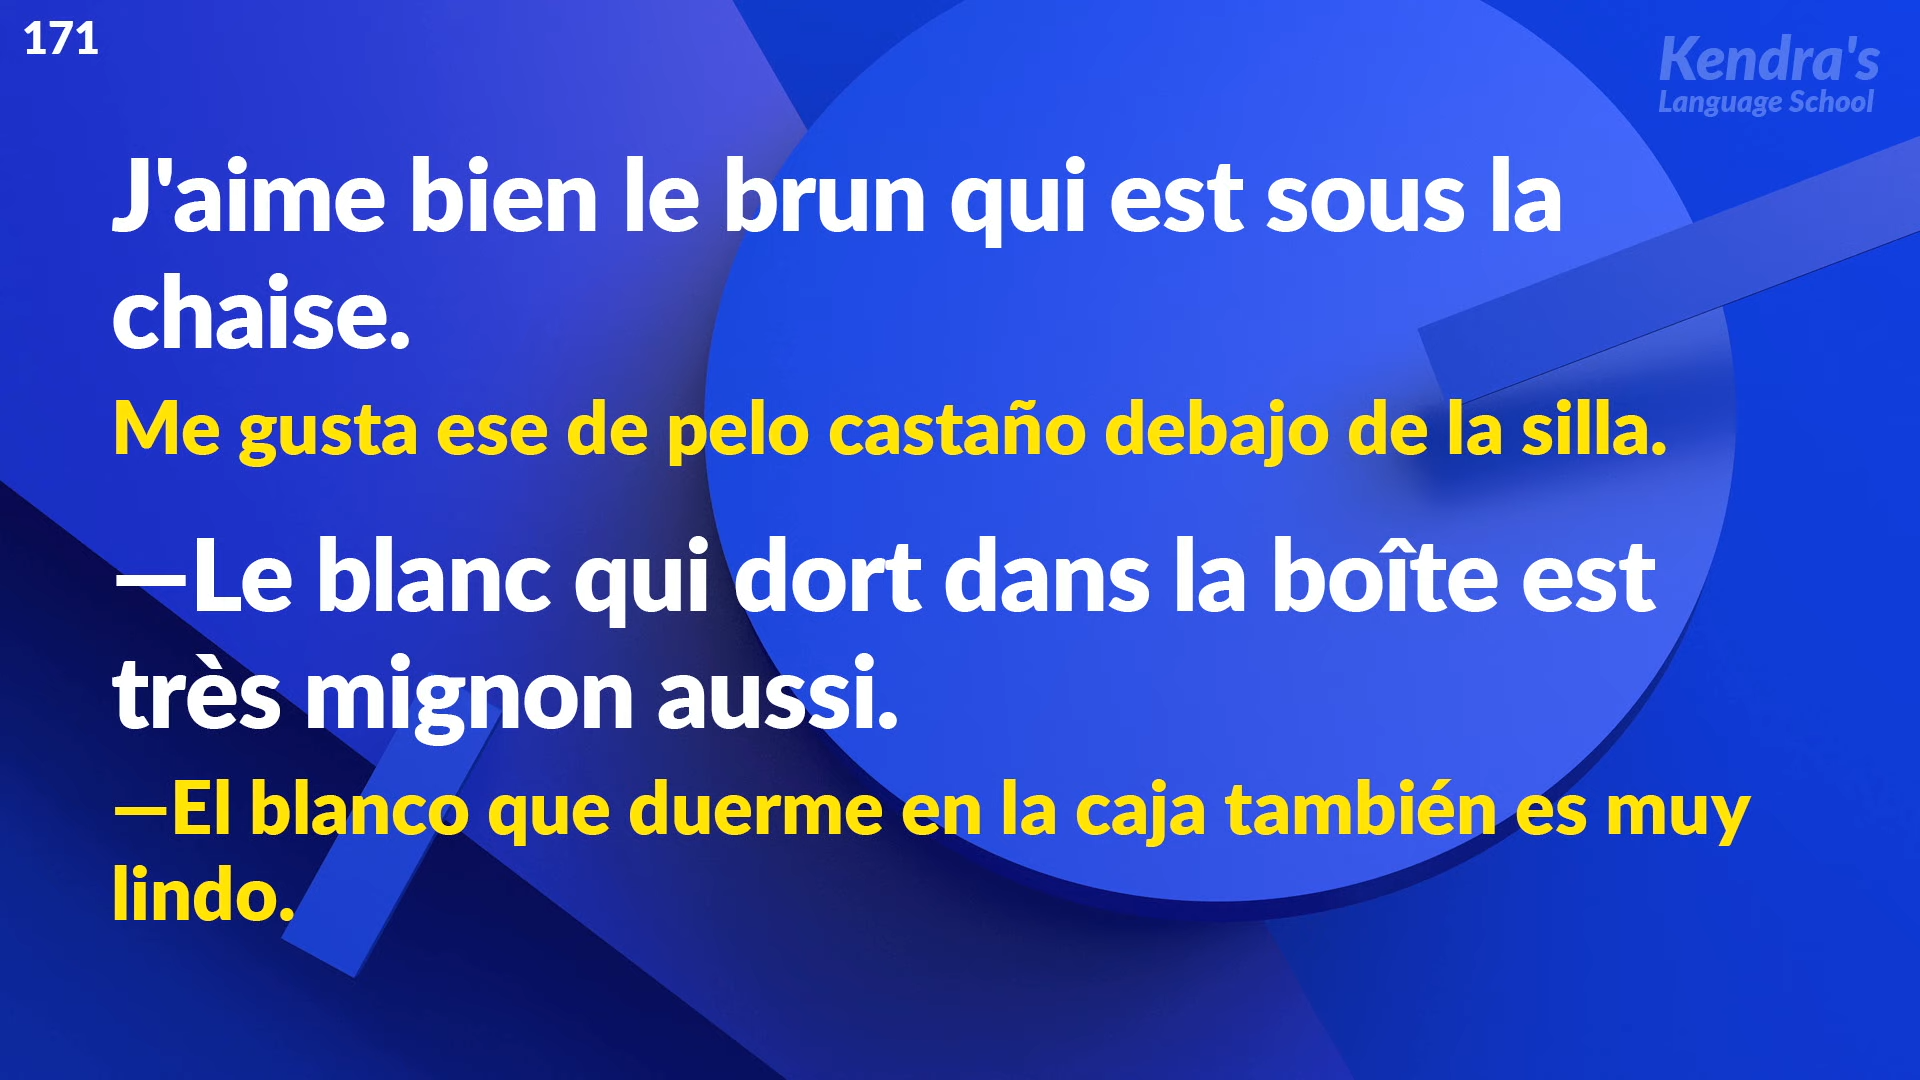 171
Kendra's
Language School
J'aime bien le brun qui est sous la
chaise.
Me gusta ese de pelo castaño debajo de la silla.
—Le blanc qui dort dans la boîte est
très mignon aussi.
—El blanco que duerme en la caja también es muy
lindo.